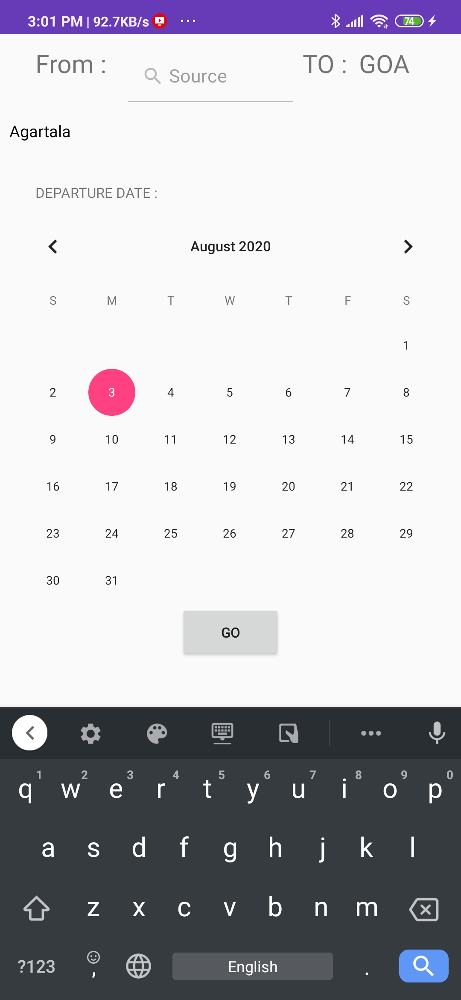 3:01 PM | 92.7KB/s ... 74
From : Source TO : GOA
Agartala
DEPARTURE DATE :
August 2020
S M T W T F S
1
2 3 4 5 6 7 8
9 10 11 12 13 14 15
16 17 18 19 20 21 22
23 24 25 26 27 28 29
30 31
GO
1 2 3 4 5 6 7 8 9 0
q w e r t y u i o p
a s d f g h j k l
z x c v b n m
?123 , English .